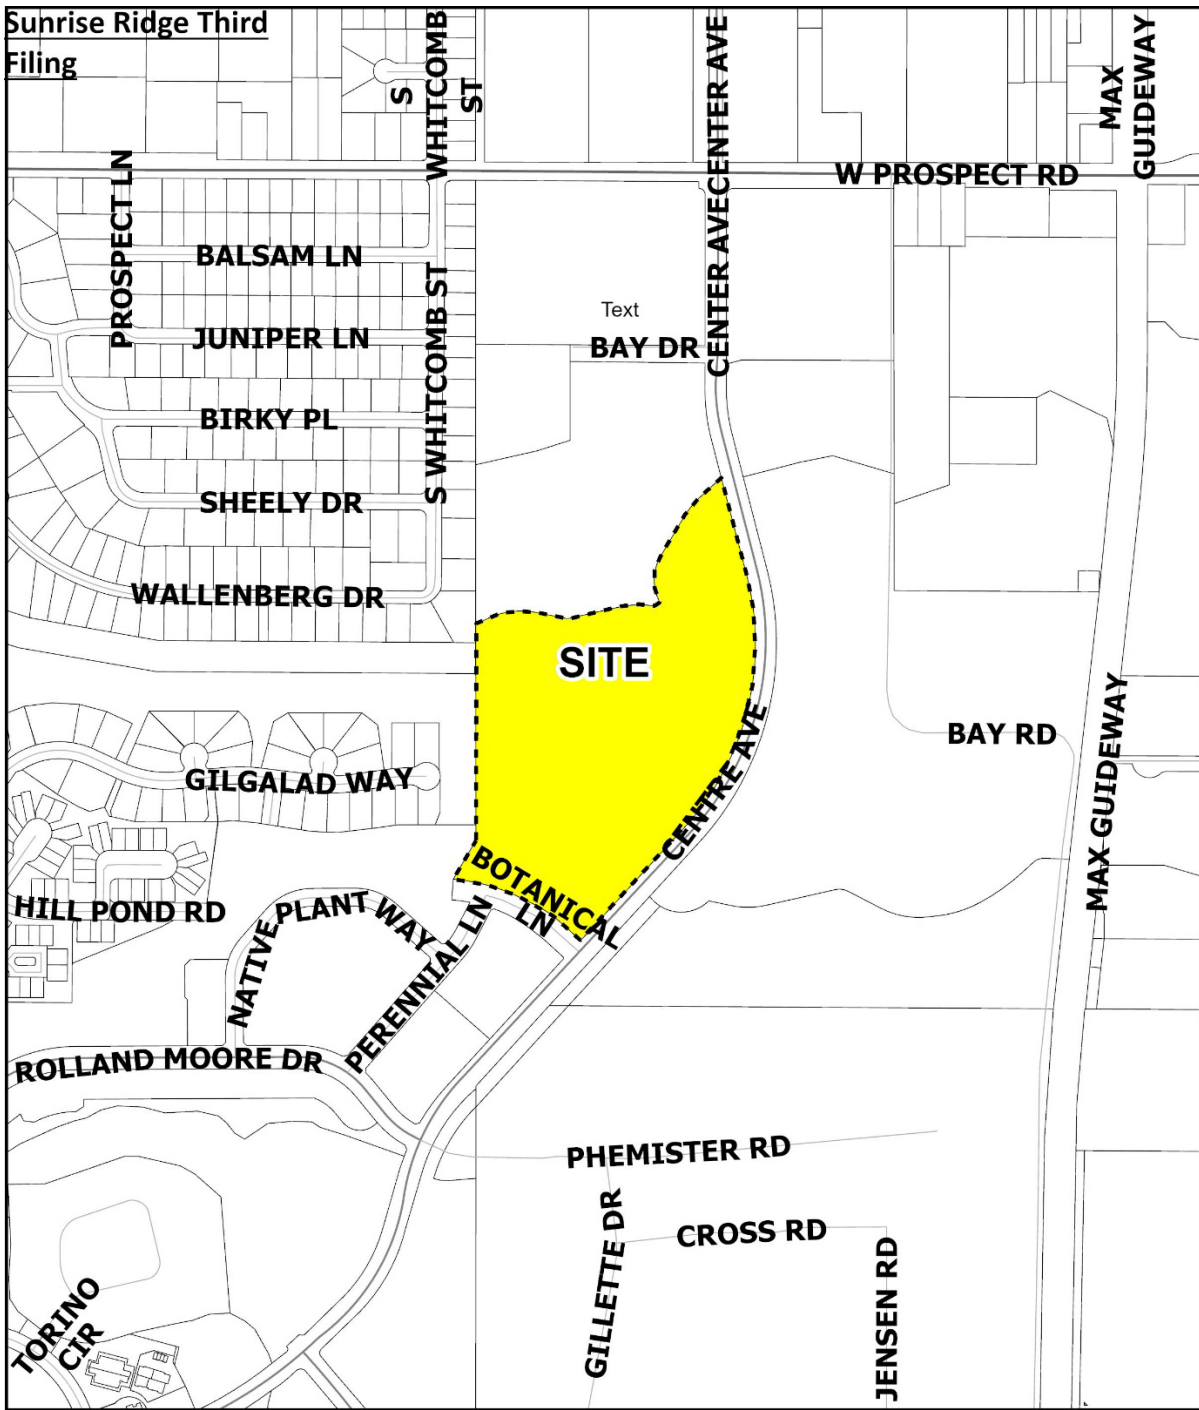 Sunrise Ridge Third
Filing
S WHITCOMB
ST
CENTER AVECENTER AVE
MAX
GUIDEWAY
W PROSPECT RD
PROSPECT LN
BALSAM LN
S WHITCOMB ST
Text
JUNIPER LN
BAY DR
BIRKY PL
SHEELY DR
WALLENBERG DR
SITE
CENTRE AVE
BAY RD
MAX GUIDEWAY
GILGALAD WAY
BOTANICAL
LN
HILL POND RD
NATIVE PLANT WAY
PERENNIAL LN
ROLLAND MOORE DR
PHEMISTER RD
GILLETTE DR
CROSS RD
JENSEN RD
TORINO
CIR